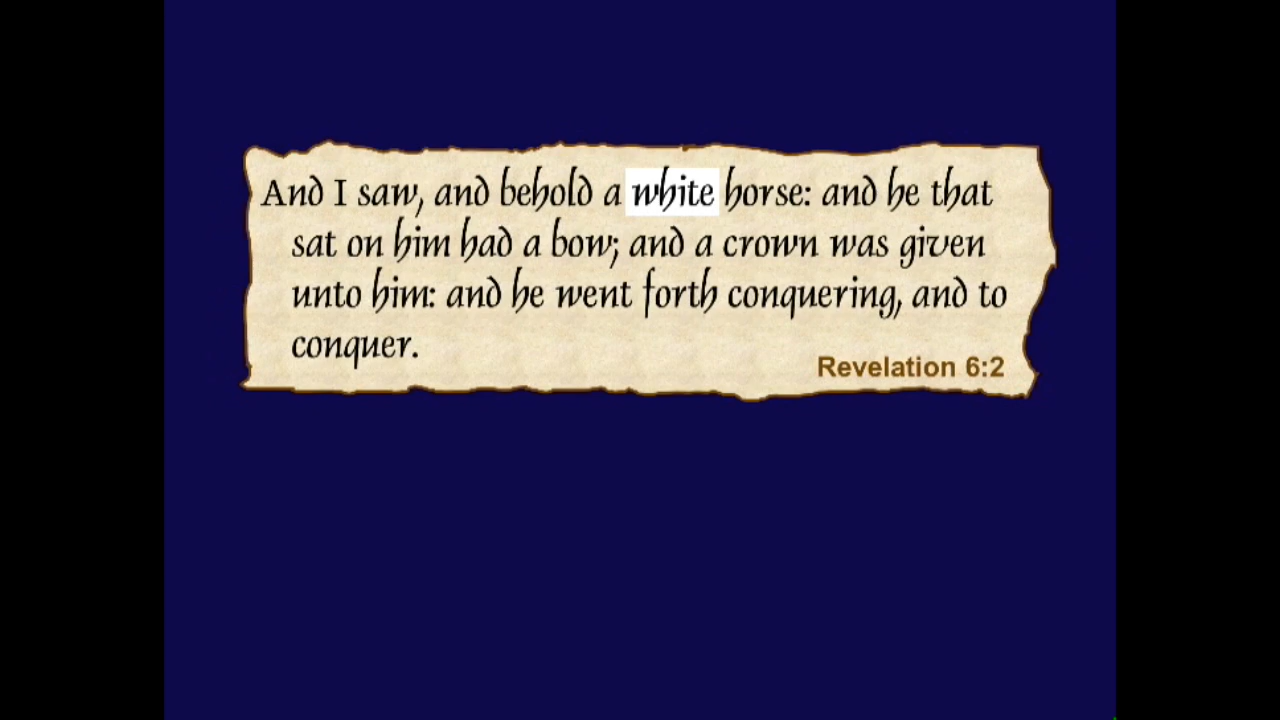 And I saw, and behold a white horse: and he that
sat on him had a bow; and a crown was given
unto him: and he went forth conquering, and to
conquer.
Revelation 6:2